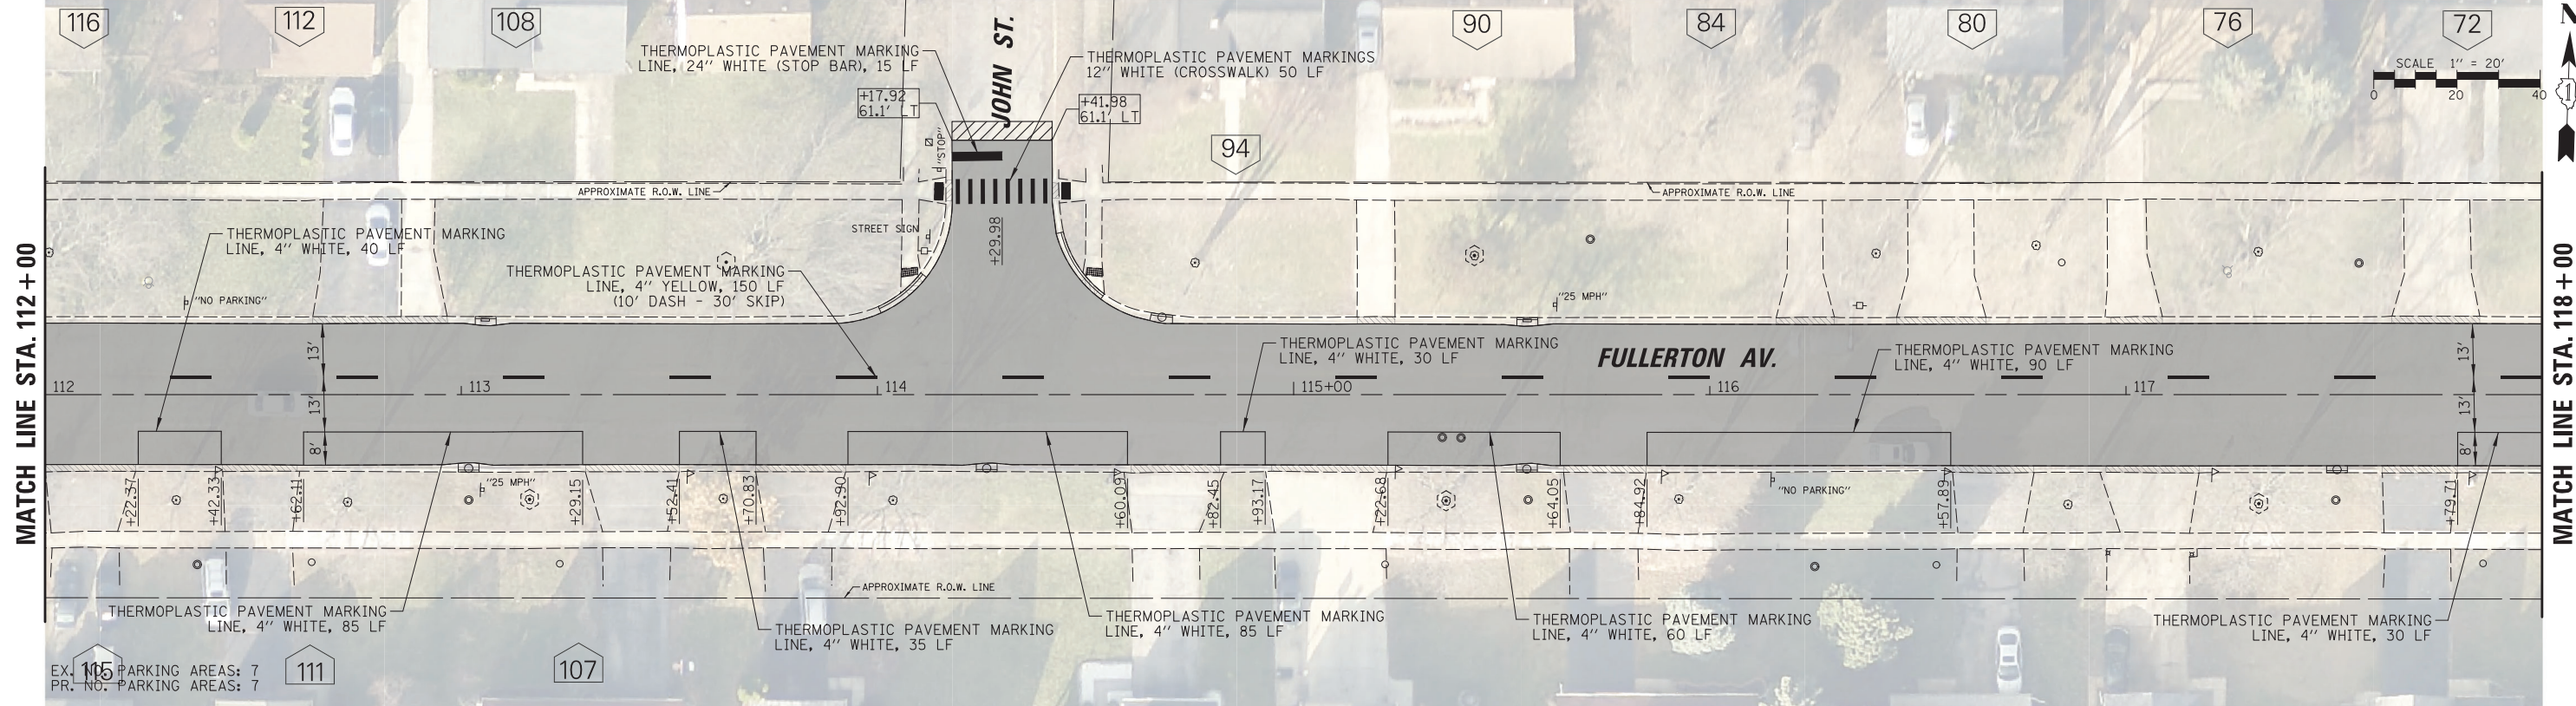 116
112
108
90
84
80
76
72
N
THERMOPLASTIC PAVEMENT MARKING
LINE, 24" WHITE (STOP BAR), 15 LF
JOHN ST.
THERMOPLASTIC PAVEMENT MARKINGS
12" WHITE (CROSSWALK) 50 LF
SCALE 1" = 20'
0 20 40
+17.92
61.1' LT
+41.98
61.1' LT
"STOP"
94
APPROXIMATE R.O.W. LINE
APPROXIMATE R.O.W. LINE
THERMOPLASTIC PAVEMENT MARKING
LINE, 4" WHITE, 40 LF
STREET SIGN
+29.98
THERMOPLASTIC PAVEMENT MARKING
LINE, 4" YELLOW, 150 LF
(10' DASH - 30' SKIP)
"NO PARKING"
"25 MPH"
MATCH LINE STA. 112+00
MATCH LINE STA. 118+00
13'
THERMOPLASTIC PAVEMENT MARKING
LINE, 4" WHITE, 30 LF
FULLERTON AV.
THERMOPLASTIC PAVEMENT MARKING
LINE, 4" WHITE, 90 LF
13'
112
113
114
115+00
116
117
13'
13'
8'
8'
+22.37
+42.33
+62.11
"25 MPH"
+29.15
+52.41
+70.83
+92.90
+60.09
+82.45
+93.17
+22.68
+64.05
+84.92
"NO PARKING"
+57.89
+79.71
APPROXIMATE R.O.W. LINE
THERMOPLASTIC PAVEMENT MARKING
LINE, 4" WHITE, 85 LF
THERMOPLASTIC PAVEMENT MARKING
LINE, 4" WHITE, 35 LF
THERMOPLASTIC PAVEMENT MARKING
LINE, 4" WHITE, 85 LF
THERMOPLASTIC PAVEMENT MARKING
LINE, 4" WHITE, 60 LF
THERMOPLASTIC PAVEMENT MARKING
LINE, 4" WHITE, 30 LF
115
111
107
EX. NO. PARKING AREAS: 7
PR. NO. PARKING AREAS: 7